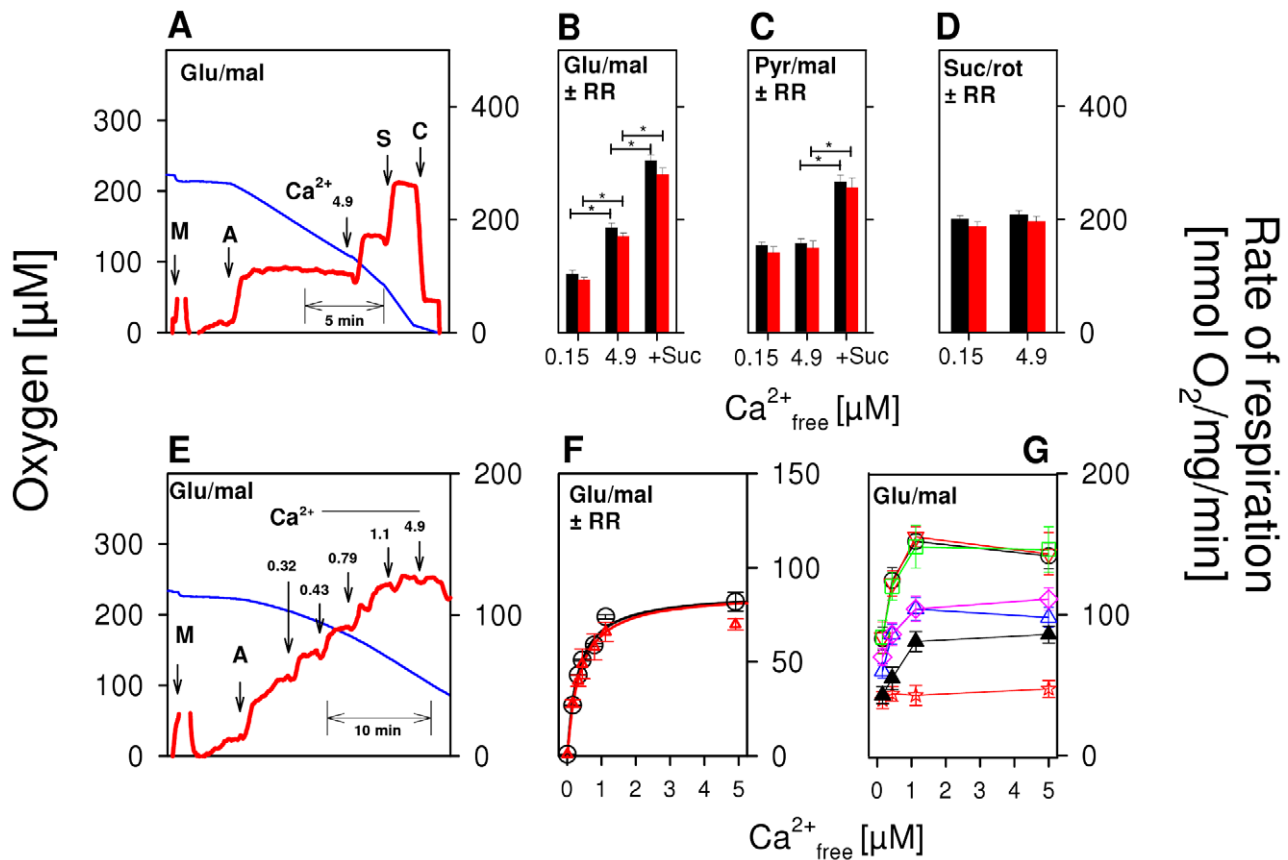 A
Glu/mal
300
200
100
0
M
A
Ca2+ 4.9
S
C
5 min
400
200
0
B
Glu/mal
± RR
*
*
*
*
0.15
4.9
+Suc
C
Pyr/mal
± RR
*
*
0.15
4.9
+Suc
D
Suc/rot
± RR
0.15
4.9
400
200
0
Ca2+free [µM]
Oxygen [µM]
Rate of respiration
[nmol O2/mg/min]
E
Glu/mal
300
200
100
0
M
A
Ca2+
0.32
0.43
0.79
1.1
4.9
10 min
200
100
0
F
Glu/mal
± RR
150
100
50
0
0 1 2 3 4 5
G
Glu/mal
200
100
0
0 1 2 3 4 5
Ca2+free [µM]